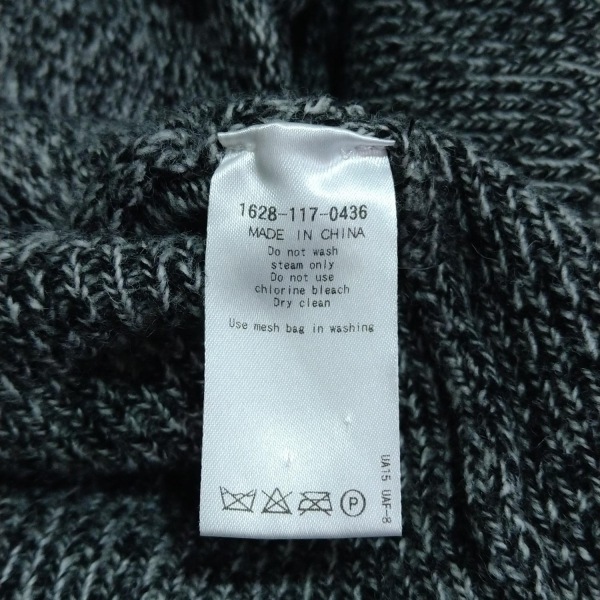 1628-117-0436
MADE IN CHINA
Do not wash
steam only
Do not use
chlorine bleach
Dry clean
Use mesh bag in washing
UA15 UAF-8
P